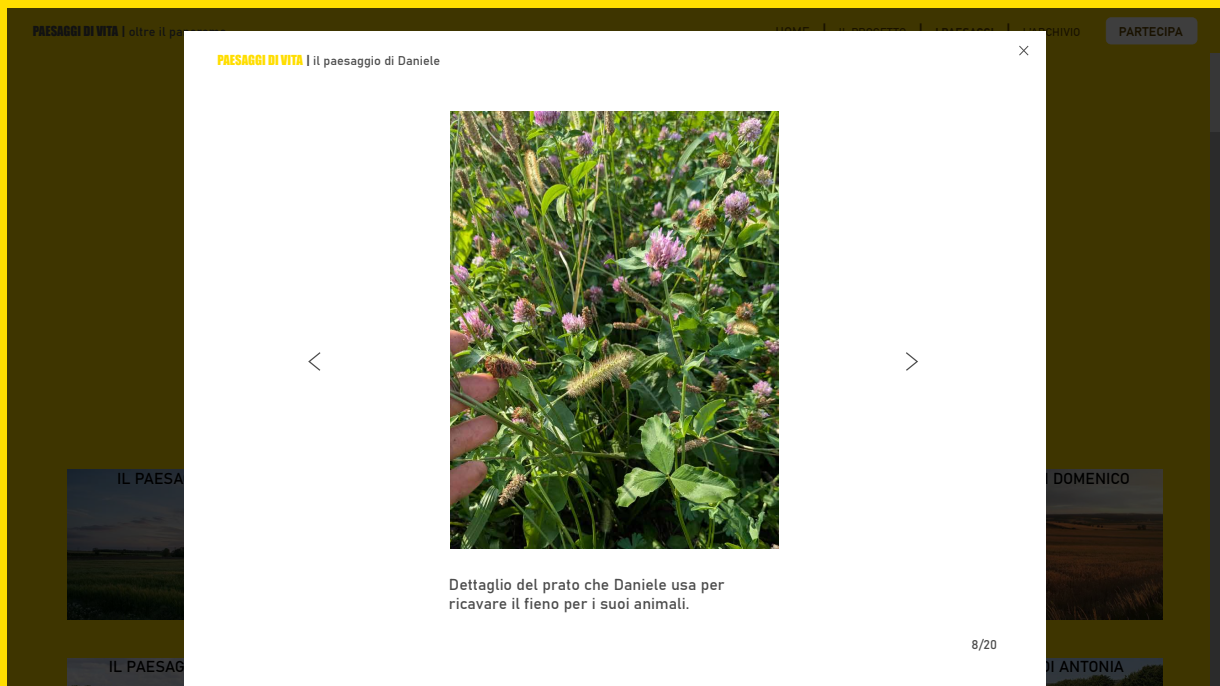 PAESAGGI DI VITA | oltre il pa
HOME | IL PROGETTO | I PAESAGGI | L'ARCHIVIO
PARTECIPA
PAESAGGI DI VITA | il paesaggio di Daniele
IL PAESA
I DOMENICO
Dettaglio del prato che Daniele usa per
ricavare il fieno per i suoi animali.
8/20
IL PAESAG
DI ANTONIA